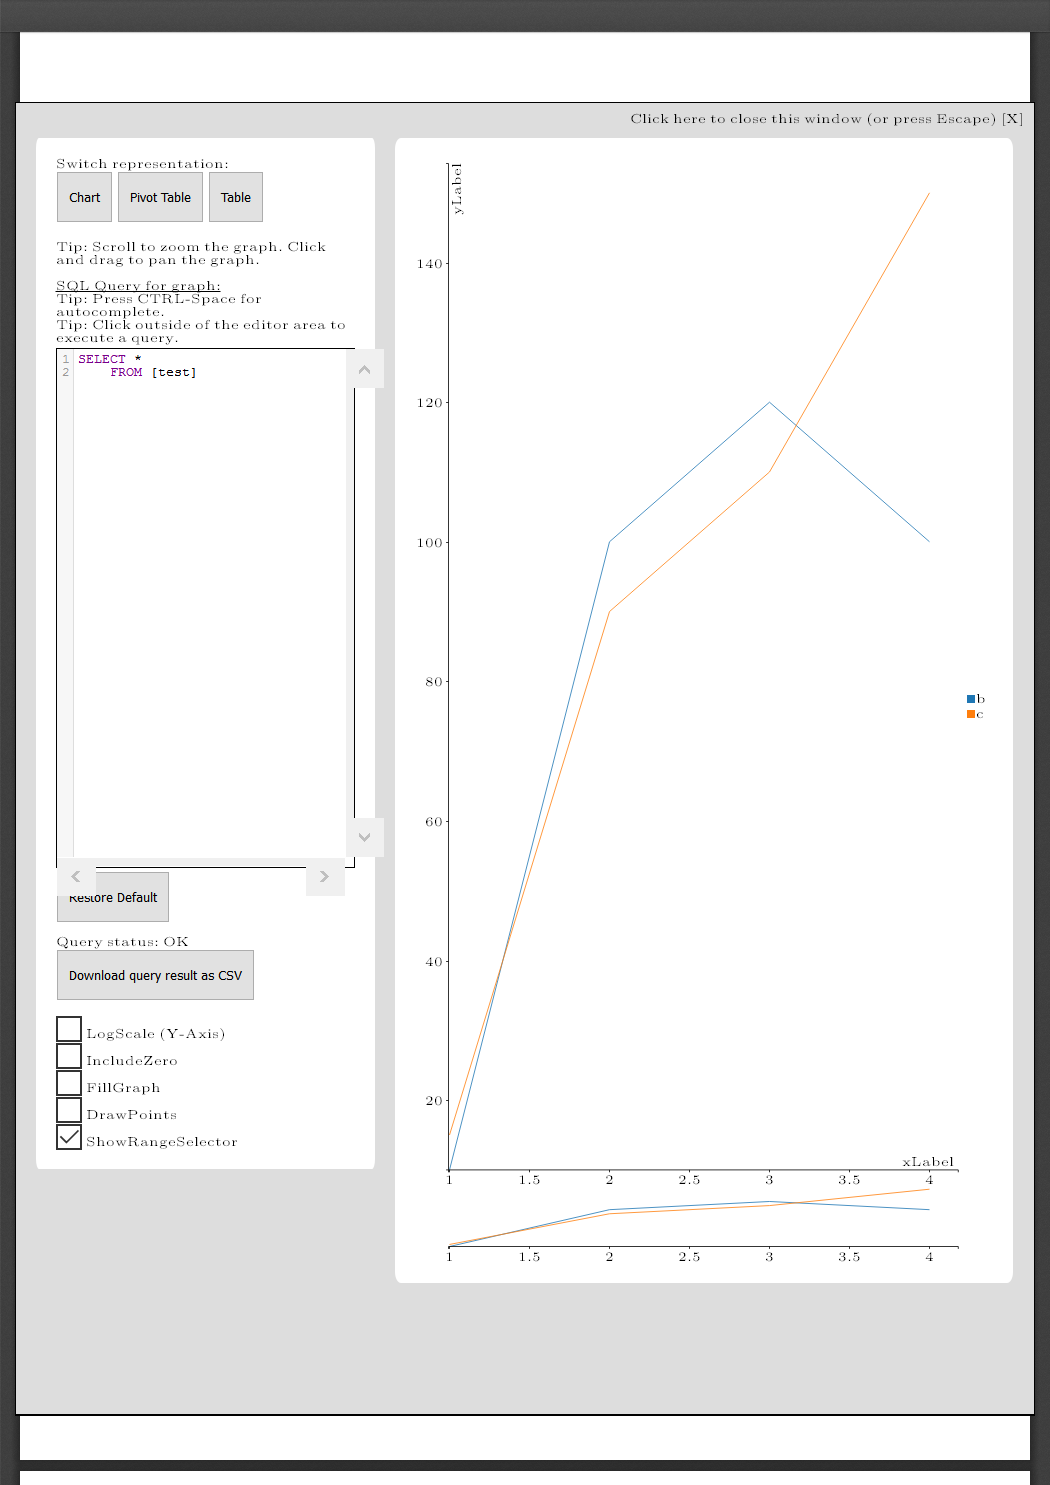 Click here to close this window (or press Escape) [X]
Switch representation:
Chart Pivot Table Table
Tip: Scroll to zoom the graph. Click
and drag to pan the graph.
SQL Query for graph:
Tip: Press CTRL-Space for
autocomplete.
Tip: Click outside of the editor area to
execute a query.
1 SELECT *
2 FROM [test]
Restore Default
Query status: OK
Download query result as CSV
LogScale (Y-Axis)
IncludeZero
FillGraph
DrawPoints
ShowRangeSelector
yLabel
140
120
100
80
60
40
20
b
c
xLabel
1 1.5 2 2.5 3 3.5 4
1 1.5 2 2.5 3 3.5 4